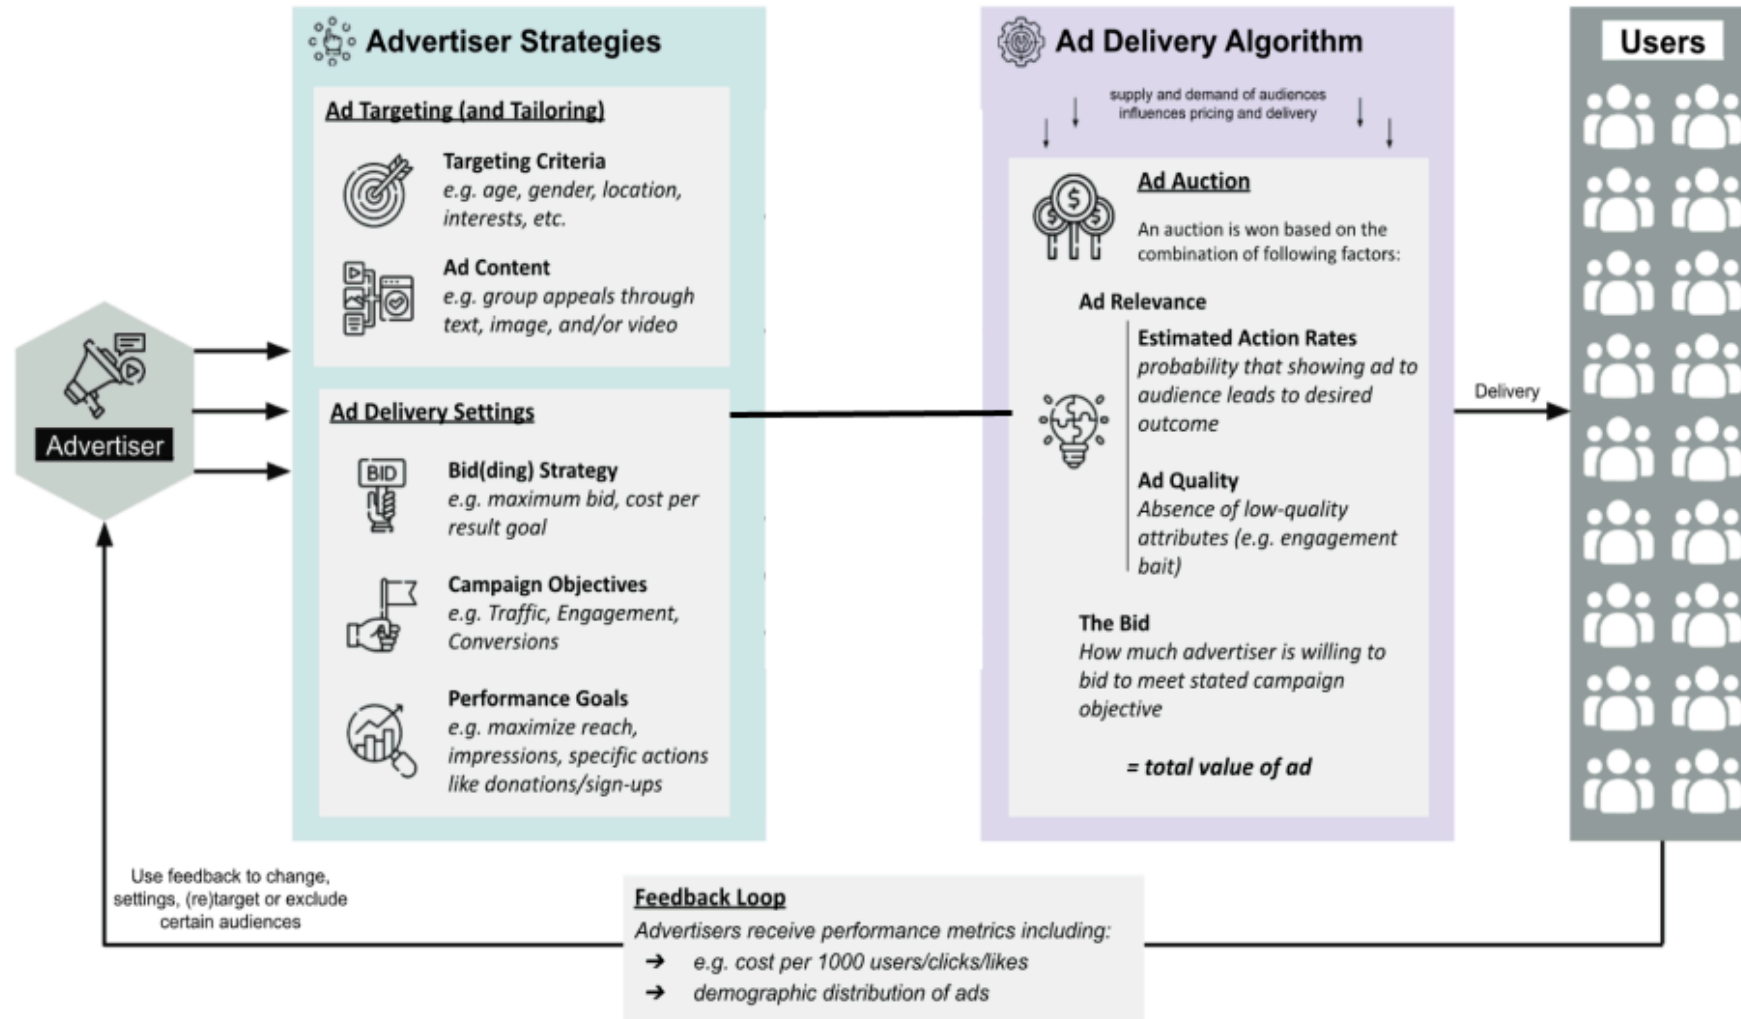 Advertiser
Advertiser Strategies
Ad Targeting (and Tailoring)
Targeting Criteria
e.g. age, gender, location,
interests, etc.
Ad Content
e.g. group appeals through
text, image, and/or video
Ad Delivery Settings
BID
Bid(ding) Strategy
e.g. maximum bid, cost per
result goal
Campaign Objectives
e.g. Traffic, Engagement,
Conversions
Performance Goals
e.g. maximize reach,
impressions, specific actions
like donations/sign-ups
Ad Delivery Algorithm
supply and demand of audiences
influences pricing and delivery
$
$
$
Ad Auction
An auction is won based on the
combination of following factors:
Ad Relevance
Estimated Action Rates
probability that showing ad to
audience leads to desired
outcome
Ad Quality
Absence of low-quality
attributes (e.g. engagement
bait)
The Bid
How much advertiser is willing to
bid to meet stated campaign
objective
= total value of ad
Delivery
Users
Use feedback to change,
settings, (re)target or exclude
certain audiences
Feedback Loop
Advertisers receive performance metrics including:
➔ e.g. cost per 1000 users/clicks/likes
➔ demographic distribution of ads